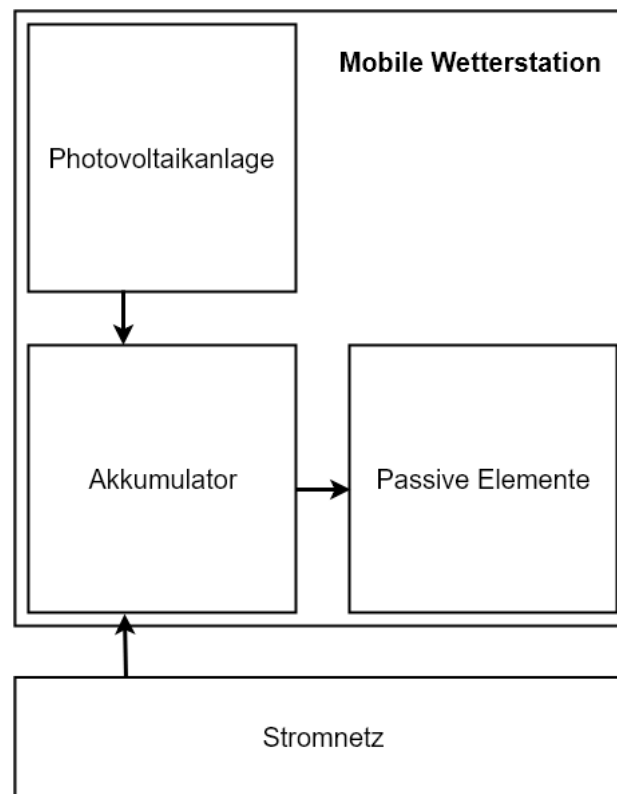 Mobile Wetterstation
Photovoltaikanlage
Akkumulator
Passive Elemente
Stromnetz